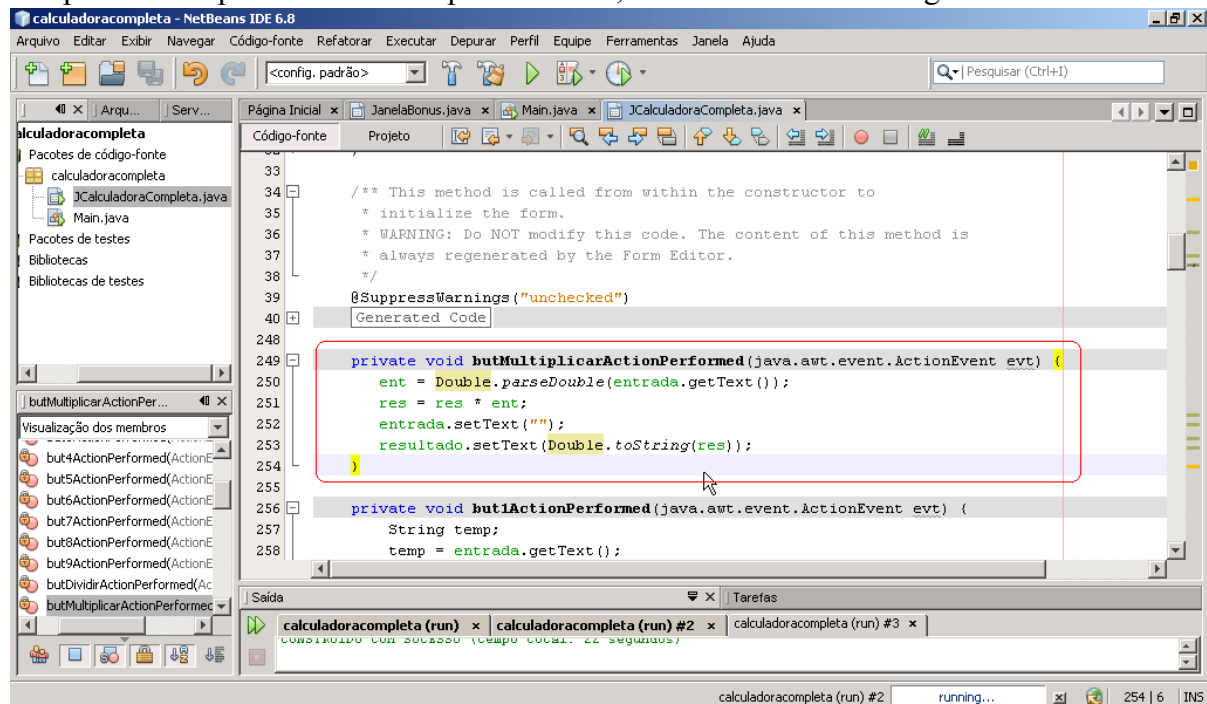 calculadoracompleta - NetBeans IDE 6.8
Arquivo Editar Exibir Navegar Código-fonte Refatorar Executar Depurar Perfil Equipe Ferramentas Janela Ajuda
<config. padrão>
Pesquisar (Ctrl+I)
Arqu... Serv...
Página Inicial JanelaBonus.java Main.java JCalculadoraCompleta.java
Código-fonte Projeto
alculadoracompleta
Pacotes de código-fonte
calculadoracompleta
JCalculadoraCompleta.java
Main.java
Pacotes de testes
Bibliotecas
Bibliotecas de testes
33
34 /** This method is called from within the constructor to
35 * initialize the form.
36 * WARNING: Do NOT modify this code. The content of this method is
37 * always regenerated by the Form Editor.
38 */
39 @SuppressWarnings("unchecked")
40 Generated Code
248
249 private void butMultiplicarActionPerformed(java.awt.event.ActionEvent evt) {
250 ent = Double.parseDouble(entrada.getText());
251 res = res * ent;
252 entrada.setText("");
253 resultado.setText(Double.toString(res));
254 }
255
256 private void but1ActionPerformed(java.awt.event.ActionEvent evt) {
257 String temp;
258 temp = entrada.getText();
butMultiplicarActionPer...
Visualização dos membros
but4ActionPerformed(ActionE
but5ActionPerformed(ActionE
but6ActionPerformed(ActionE
but7ActionPerformed(ActionE
but8ActionPerformed(ActionE
but9ActionPerformed(ActionE
butDividirActionPerformed(Ac
butMultiplicarActionPerformec
Saída Tarefas
calculadoracompleta (run) calculadoracompleta (run) #2 calculadoracompleta (run) #3
CONSTRUÍDO COM SUCESSO (tempo total: 22 segundos)
calculadoracompleta (run) #2 running... 254 | 6 INS